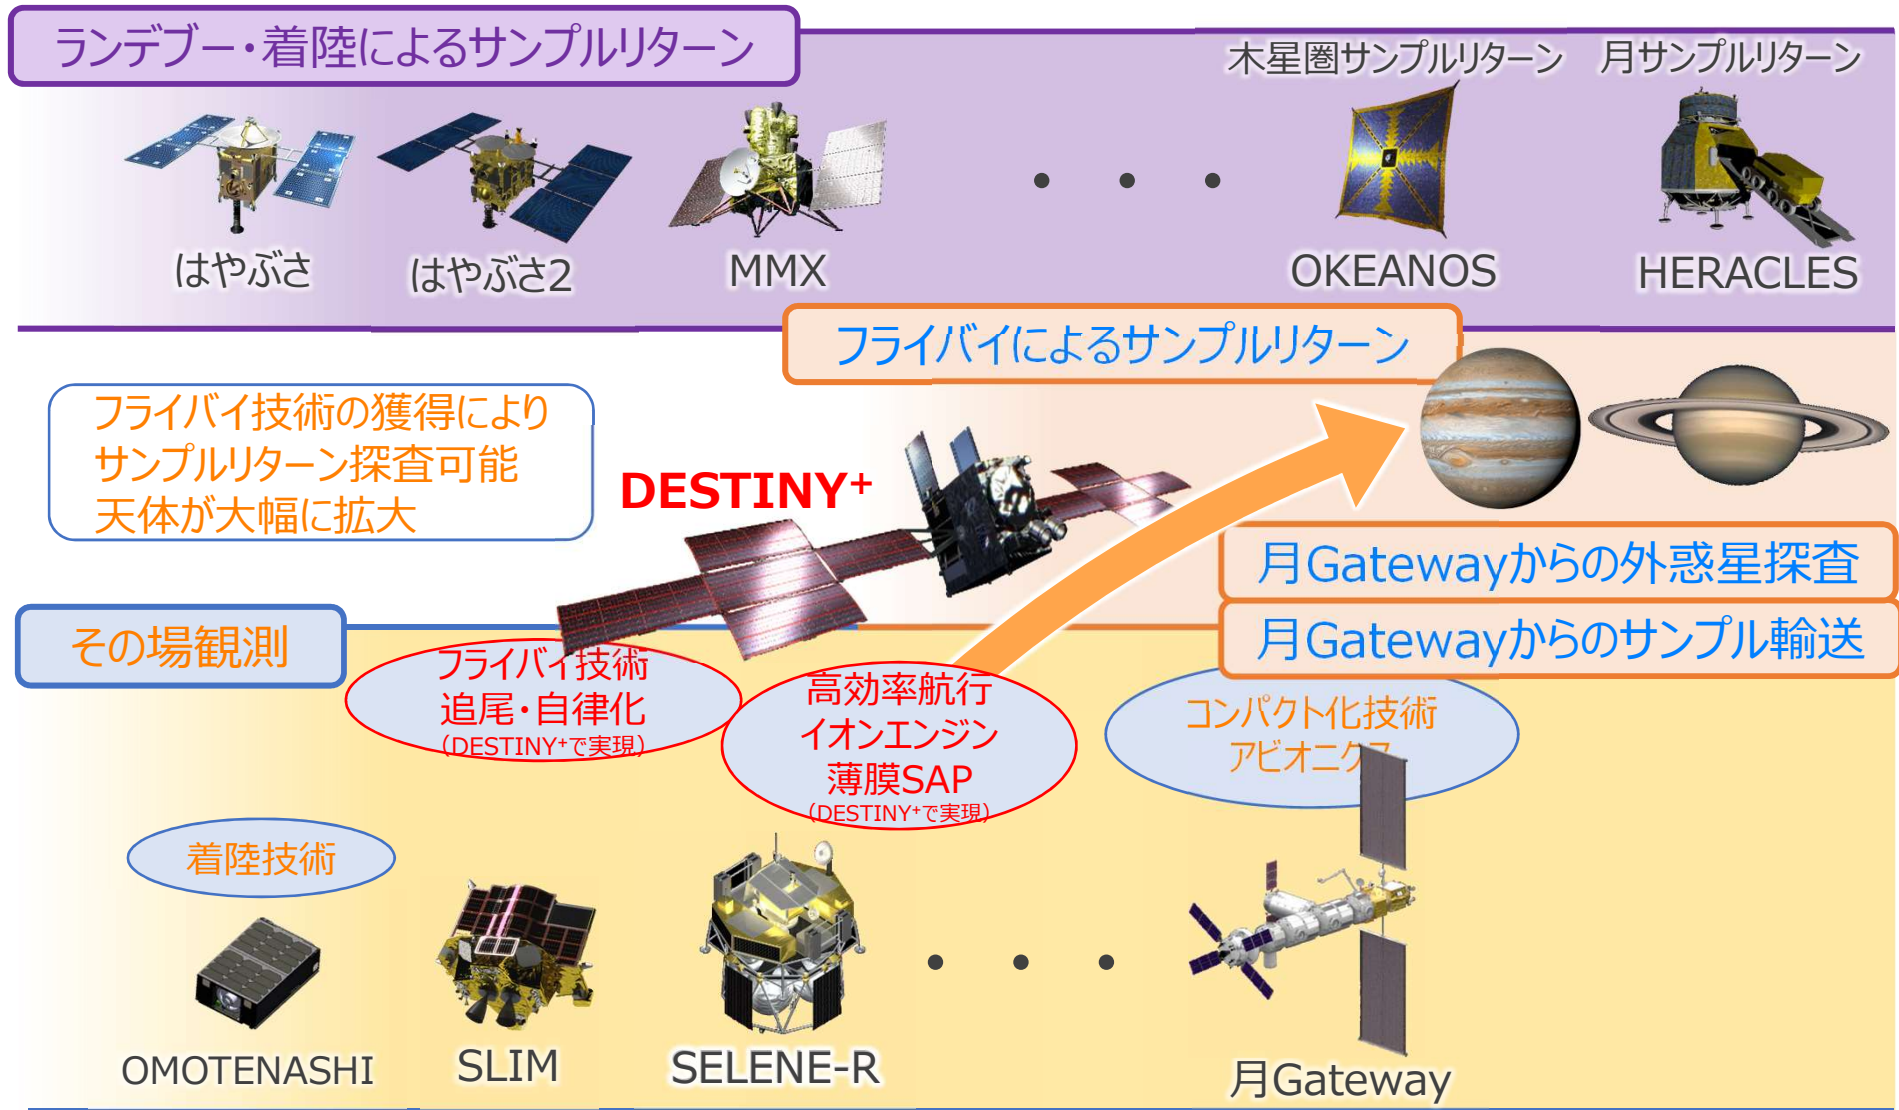 ランデブー・着陸によるサンプルリターン
木星圏サンプルリターン
月サンプルリターン
はやぶさ
はやぶさ2
MMX
OKEANOS
HERACLES
フライバイによるサンプルリターン
フライバイ技術の獲得により
サンプルリターン探査可能
天体が大幅に拡大
DESTINY⁺
月Gatewayからの外惑星探査
月Gatewayからのサンプル輸送
その場観測
フライバイ技術
追尾・自律化
（DESTINY⁺で実現）
高効率航行
イオンエンジン
薄膜SAP
（DESTINY⁺で実現）
コンパクト化技術
アビオニクス
着陸技術
OMOTENASHI
SLIM
SELENE-R
月Gateway